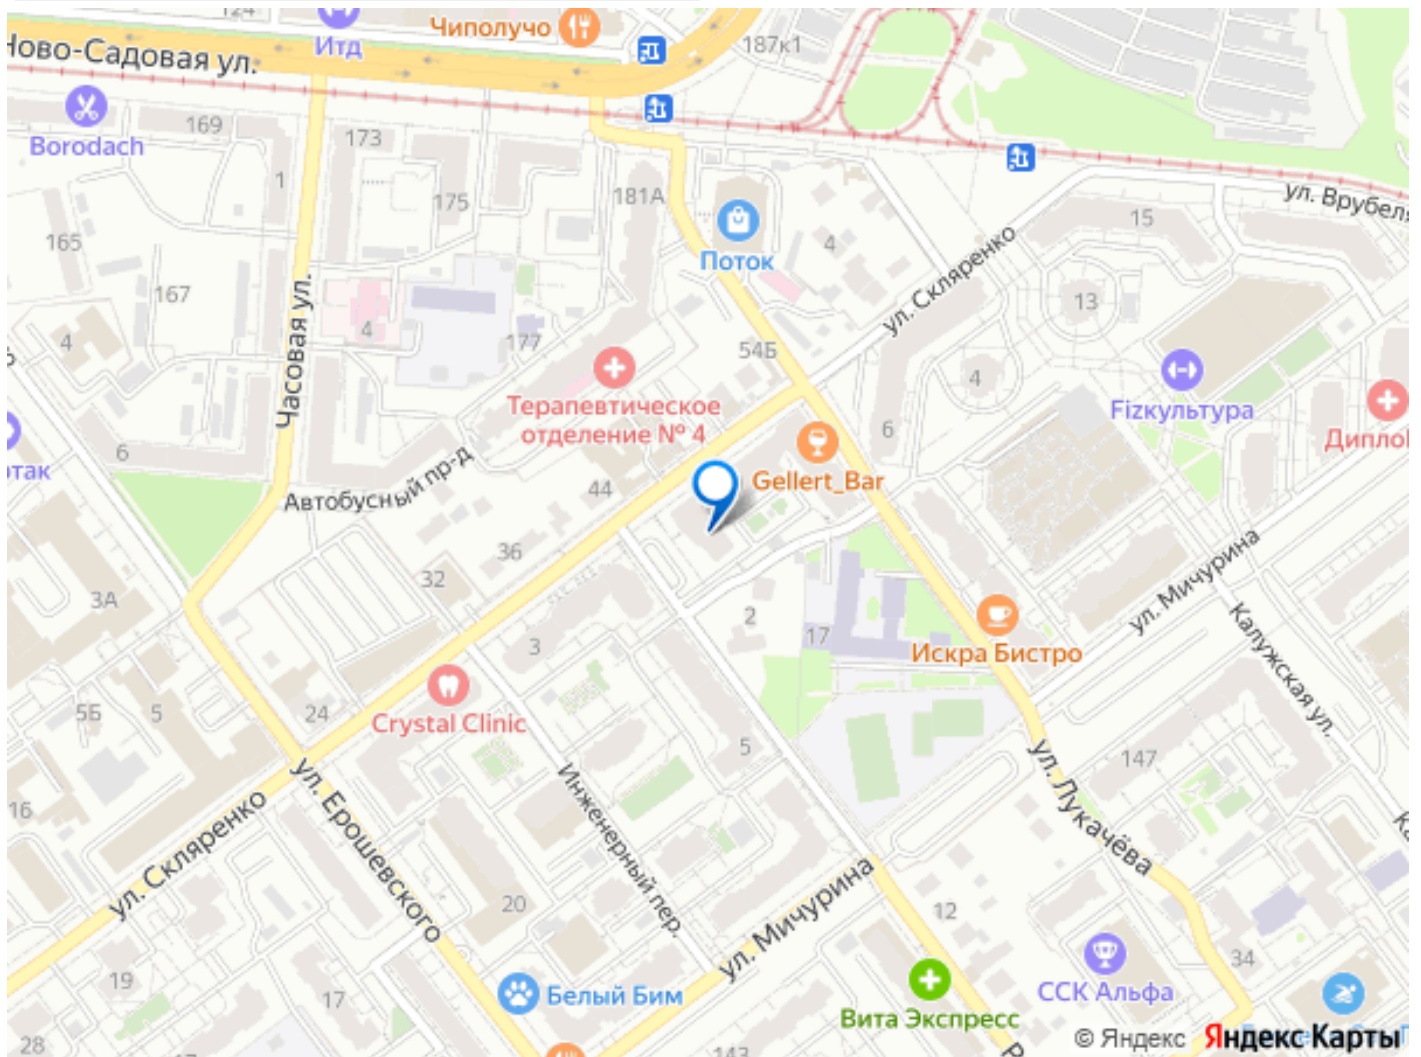 124
Чиполучо
Итд
187к1
Ново-Садовая ул.
Borodach
169
173
175
1
181А
165
167
4
4
177
Часовая ул.
Поток
4
54Б
ул. Скляренко
15
ул. Врубеля
13
4
6
Fizкультура
Терапевтическое
отделение № 4
Gellert_Bar
6
Автобусный пр-д
44
36
32
3А
3
2
17
Искра Бистро
ул. Мичурина
Калужская ул.
Crystal Clinic
24
5Б
5
5
147
16
ул. Скляренко
ул. Ерошевского
Инженерный пер.
ул. Лукачёва
20
ул. Мичурина
12
19
17
28
Белый Бим
Вита Экспресс
ССК Альфа
34
143
© Яндекс
Яндекс Карты